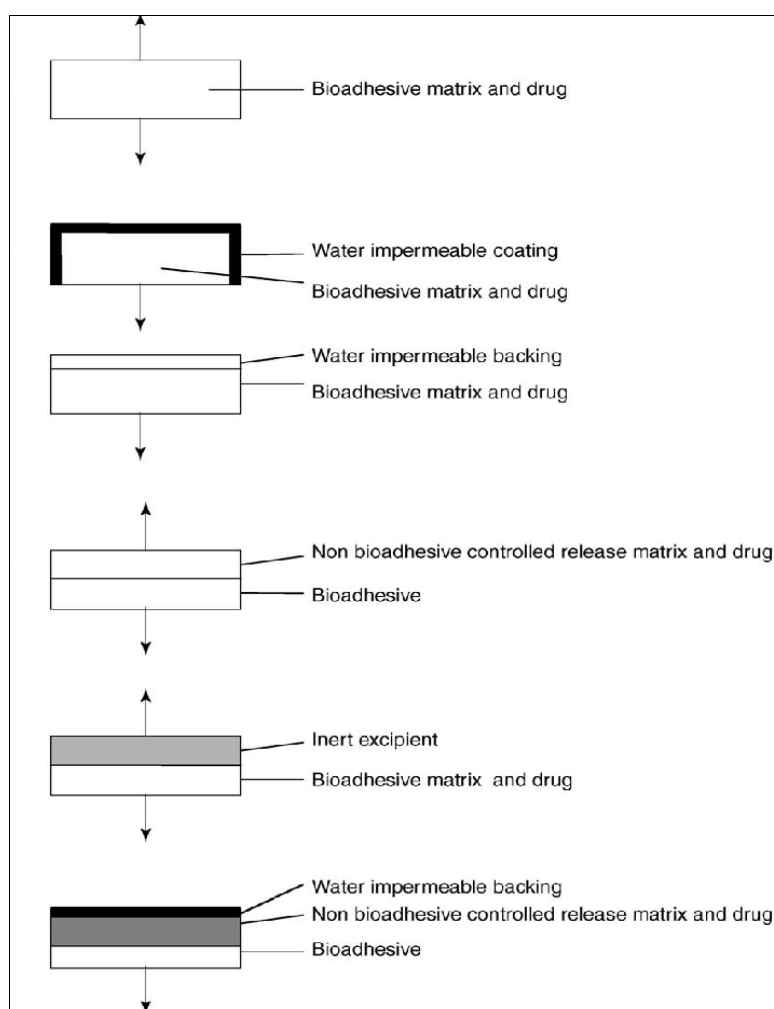 Bioadhesive matrix and drug
Water impermeable coating
Bioadhesive matrix and drug
Water impermeable backing
Bioadhesive matrix and drug
Non bioadhesive controlled release matrix and drug
Bioadhesive
Inert excipient
Bioadhesive matrix and drug
Water impermeable backing
Non bioadhesive controlled release matrix and drug
Bioadhesive